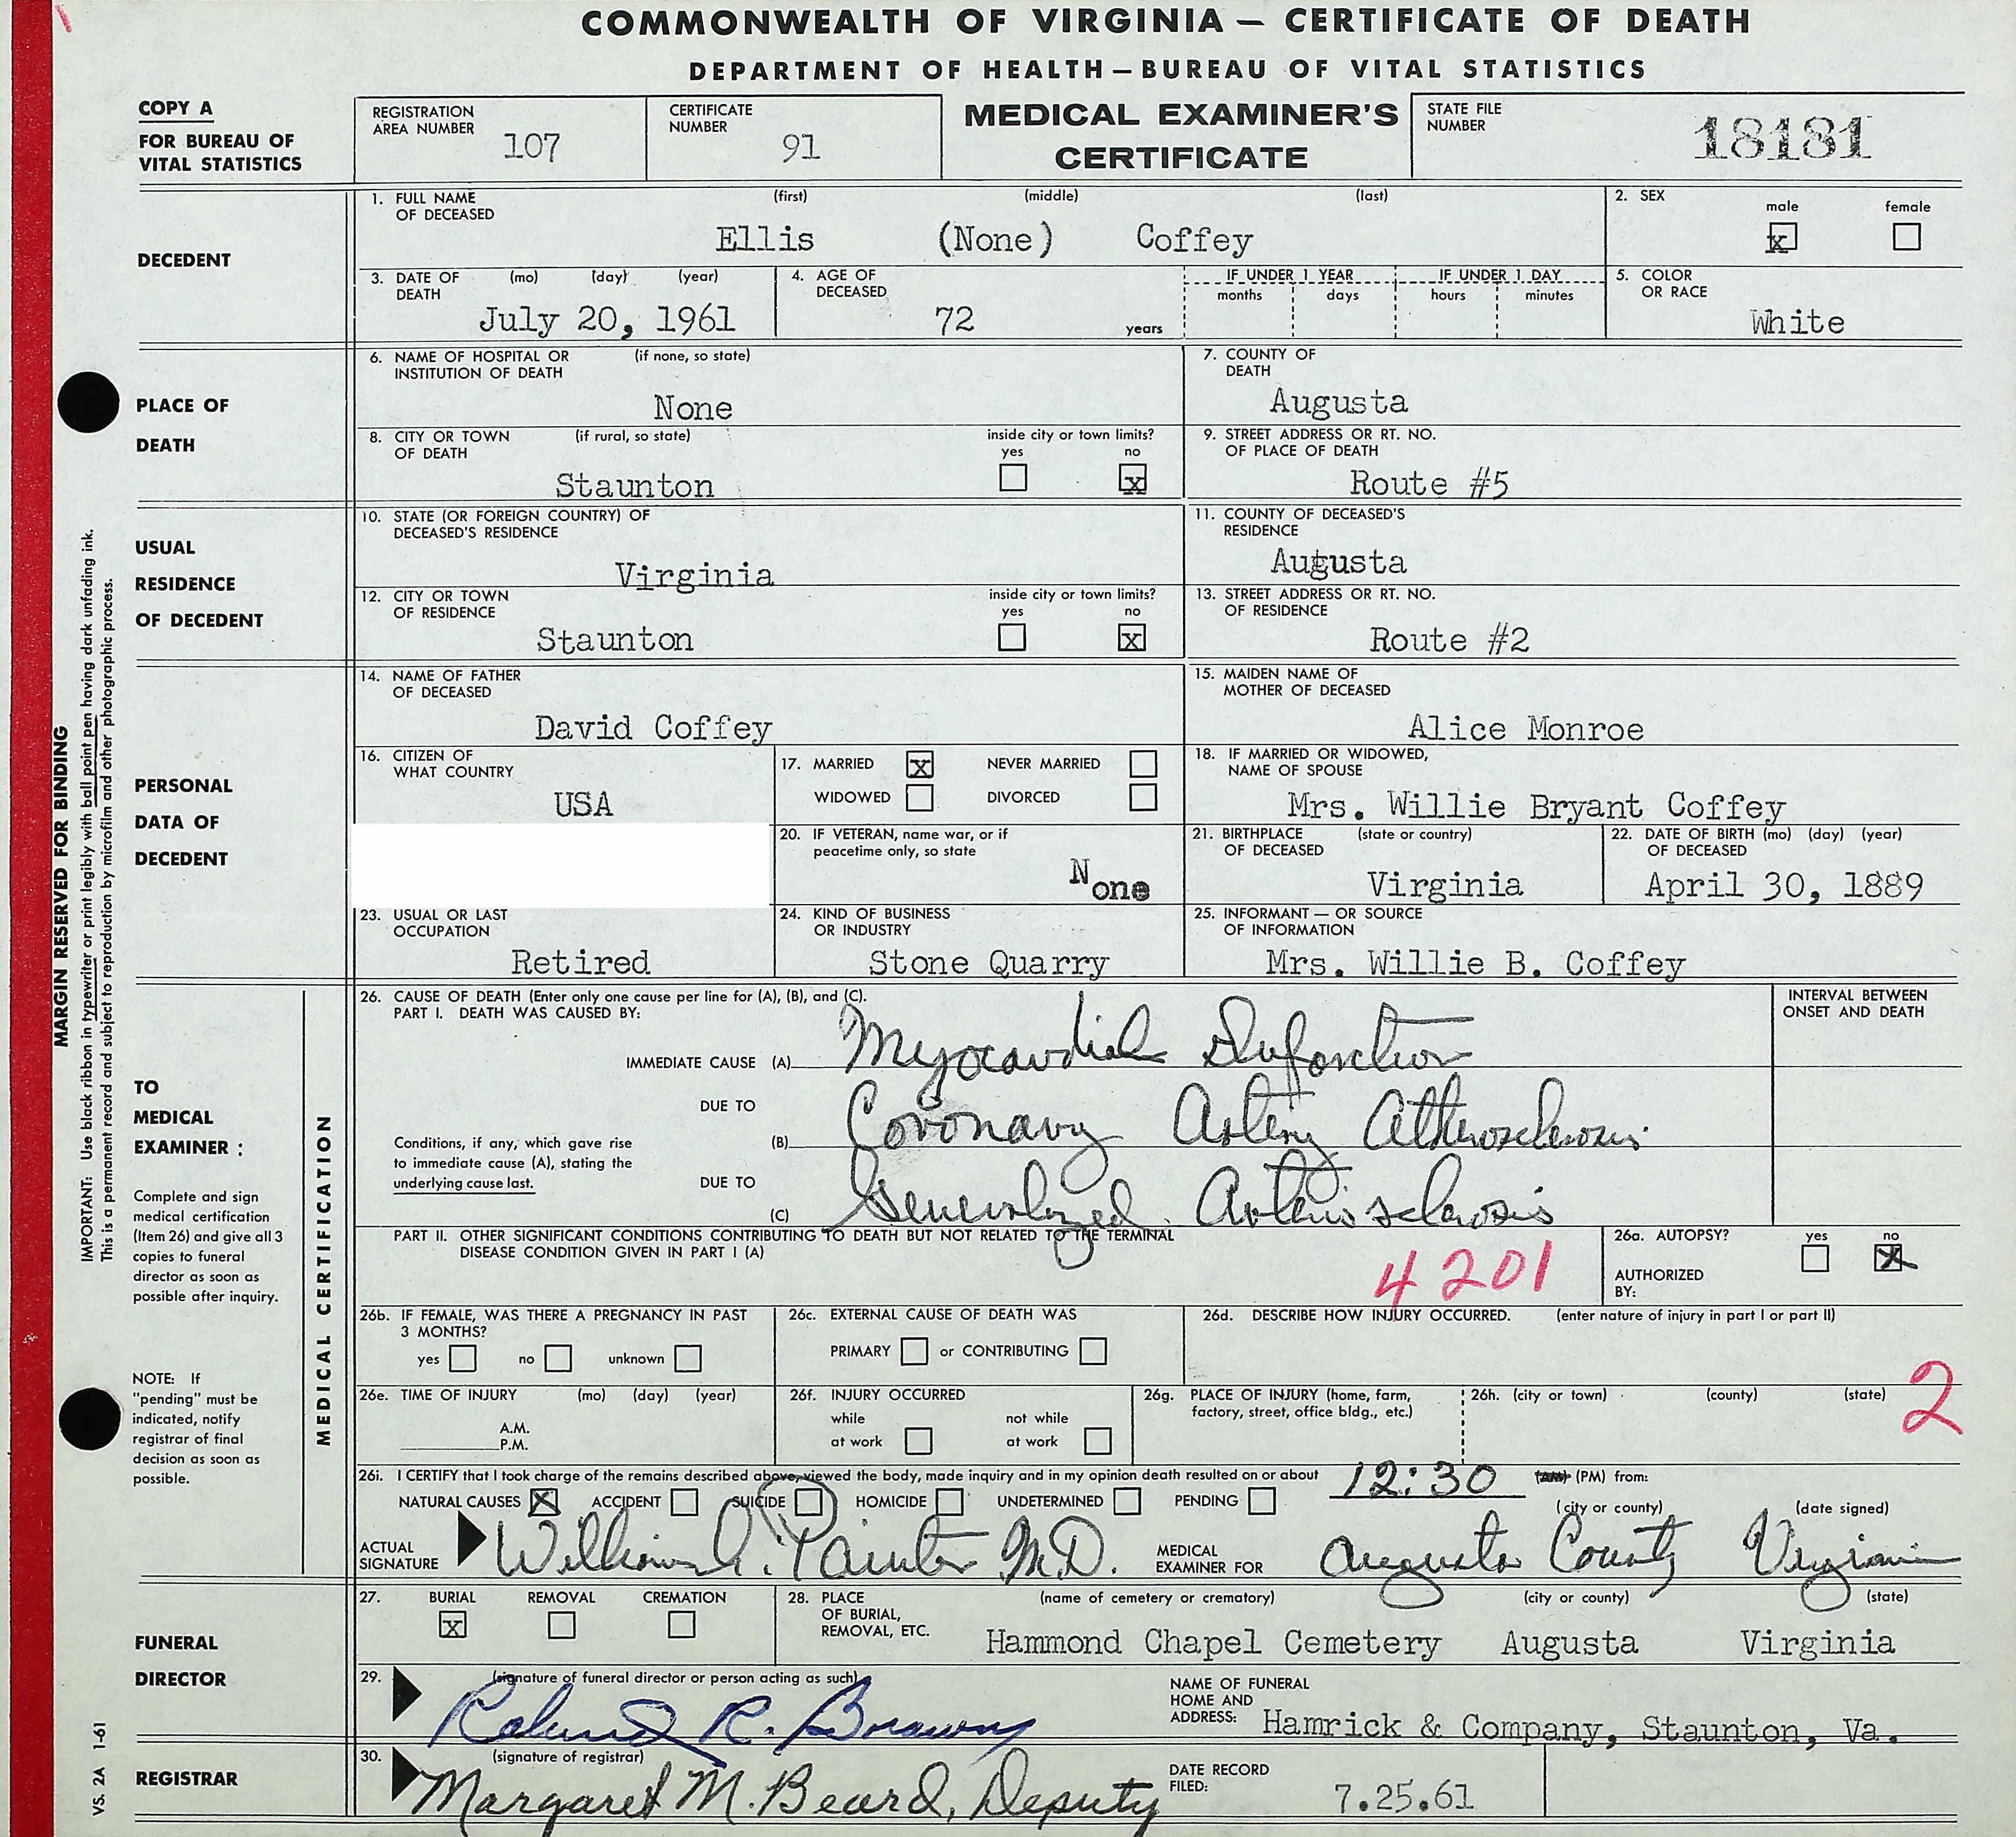 COMMONWEALTH OF VIRGINIA — CERTIFICATE OF DEATH
DEPARTMENT OF HEALTH — BUREAU OF VITAL STATISTICS
COPY A
FOR BUREAU OF
VITAL STATISTICS
REGISTRATION
AREA NUMBER 107
CERTIFICATE
NUMBER 91
MEDICAL EXAMINER'S
CERTIFICATE
STATE FILE
NUMBER 18181
DECEDENT
1. FULL NAME (first) (middle) (last)
OF DECEASED
Ellis (None) Coffey
2. SEX male female
x
3. DATE OF (mo) (day) (year)
DEATH
July 20, 1961
4. AGE OF
DECEASED
72 years
IF UNDER 1 YEAR IF UNDER 1 DAY
months days hours minutes
5. COLOR
OR RACE
White
PLACE OF
DEATH
6. NAME OF HOSPITAL OR (if none, so state)
INSTITUTION OF DEATH
None
7. COUNTY OF
DEATH
Augusta
8. CITY OR TOWN (if rural, so state) inside city or town limits?
OF DEATH yes no
Staunton x
9. STREET ADDRESS OR RT. NO.
OF PLACE OF DEATH
Route #5
USUAL
RESIDENCE
OF DECEDENT
10. STATE (OR FOREIGN COUNTRY) OF
DECEASED'S RESIDENCE
Virginia
11. COUNTY OF DECEASED'S
RESIDENCE
Augusta
12. CITY OR TOWN inside city or town limits?
OF RESIDENCE yes no
Staunton x
13. STREET ADDRESS OR RT. NO.
OF RESIDENCE
Route #2
PERSONAL
DATA OF
DECEDENT
14. NAME OF FATHER
OF DECEASED
David Coffey
15. MAIDEN NAME OF
MOTHER OF DECEASED
Alice Monroe
16. CITIZEN OF
WHAT COUNTRY
USA
17. MARRIED x NEVER MARRIED
WIDOWED DIVORCED
18. IF MARRIED OR WIDOWED,
NAME OF SPOUSE
Mrs. Willie Bryant Coffey
20. IF VETERAN, name war, or if
peacetime only, so state
None
21. BIRTHPLACE (state or country)
OF DECEASED
Virginia
22. DATE OF BIRTH (mo) (day) (year)
OF DECEASED
April 30, 1889
23. USUAL OR LAST
OCCUPATION
Retired
24. KIND OF BUSINESS
OR INDUSTRY
Stone Quarry
25. INFORMANT — OR SOURCE
OF INFORMATION
Mrs. Willie B. Coffey
TO
MEDICAL
EXAMINER :
Complete and sign
medical certification
(Item 26) and give all 3
copies to funeral
director as soon as
possible after inquiry.
NOTE: If
"pending" must be
indicated, notify
registrar of final
decision as soon as
possible.
MEDICAL CERTIFICATION
26. CAUSE OF DEATH (Enter only one cause per line for (A), (B), and (C).
PART I. DEATH WAS CAUSED BY:
INTERVAL BETWEEN
ONSET AND DEATH
IMMEDIATE CAUSE (A) Myocardial Infarction
DUE TO
Conditions, if any, which gave rise
to immediate cause (A), stating the
underlying cause last.
(B) Coronary Artery Atherosclerosis
DUE TO
(C) Generalized Arteriosclerosis
PART II. OTHER SIGNIFICANT CONDITIONS CONTRIBUTING TO DEATH BUT NOT RELATED TO THE TERMINAL
DISEASE CONDITION GIVEN IN PART I (A)
4201
26a. AUTOPSY? yes no
x
AUTHORIZED
BY:
26b. IF FEMALE, WAS THERE A PREGNANCY IN PAST
3 MONTHS?
yes no unknown
26c. EXTERNAL CAUSE OF DEATH WAS
PRIMARY or CONTRIBUTING
26d. DESCRIBE HOW INJURY OCCURRED. (enter nature of injury in part I or part II)
26e. TIME OF INJURY (mo) (day) (year)
A.M.
P.M.
26f. INJURY OCCURRED
while not while
at work at work
26g. PLACE OF INJURY (home, farm,
factory, street, office bldg., etc.)
26h. (city or town) (county) (state)
2
26i. I CERTIFY that I took charge of the remains described above, viewed the body, made inquiry and in my opinion death resulted on or about 12:30 (AM) (PM) from:
NATURAL CAUSES x ACCIDENT SUICIDE HOMICIDE UNDETERMINED PENDING
(city or county) (date signed)
ACTUAL
SIGNATURE
William A. Painter M.D.
MEDICAL
EXAMINER FOR
Augusta County Virginia
FUNERAL
DIRECTOR
27. BURIAL REMOVAL CREMATION
x
28. PLACE
OF BURIAL,
REMOVAL, ETC.
(name of cemetery or crematory) (city or county) (state)
Hammond Chapel Cemetery Augusta Virginia
29. (signature of funeral director or person acting as such)
R. Brown
NAME OF FUNERAL
HOME AND
ADDRESS: Hamrick & Company, Staunton, Va.
REGISTRAR
30. (signature of registrar)
Margaret M. Beard, Deputy
DATE RECORD
FILED:
7.25.61
MARGIN RESERVED FOR BINDING
IMPORTANT: Use black ribbon in typewriter or print legibly with ball point pen having dark unfading ink.
This is a permanent record and subject to reproduction by microfilm and other photographic process.
VS. 2A 1-61